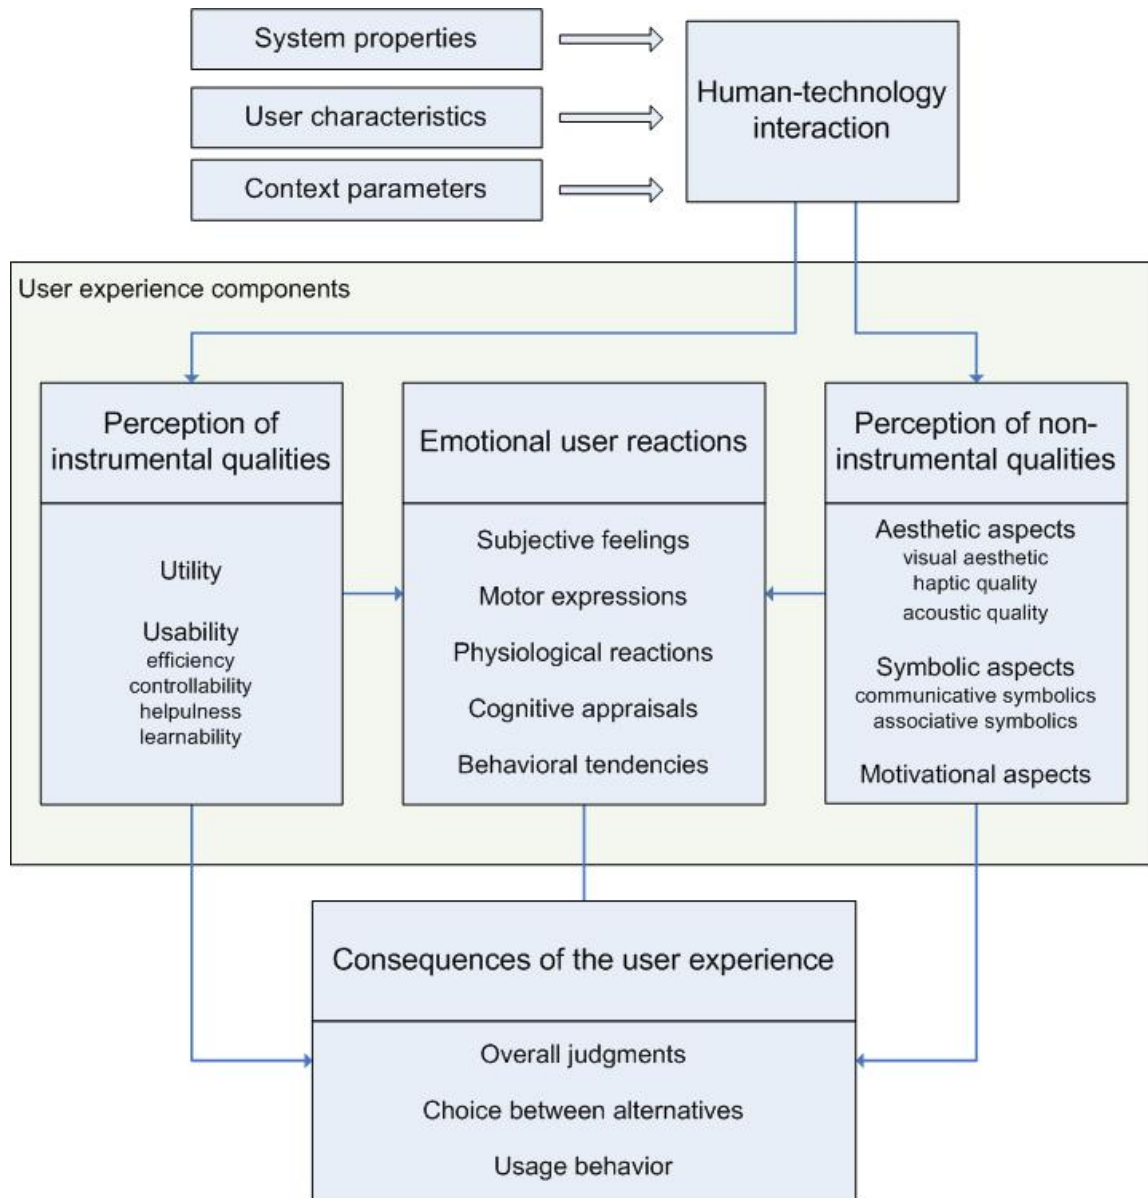 System properties
User characteristics
Context parameters
Human-technology
interaction
User experience components
Perception of
instrumental qualities
Utility
Usability
efficiency
controllability
helpulness
learnability
Emotional user reactions
Subjective feelings
Motor expressions
Physiological reactions
Cognitive appraisals
Behavioral tendencies
Perception of non-
instrumental qualities
Aesthetic aspects
visual aesthetic
haptic quality
acoustic quality
Symbolic aspects
communicative symbolics
associative symbolics
Motivational aspects
Consequences of the user experience
Overall judgments
Choice between alternatives
Usage behavior